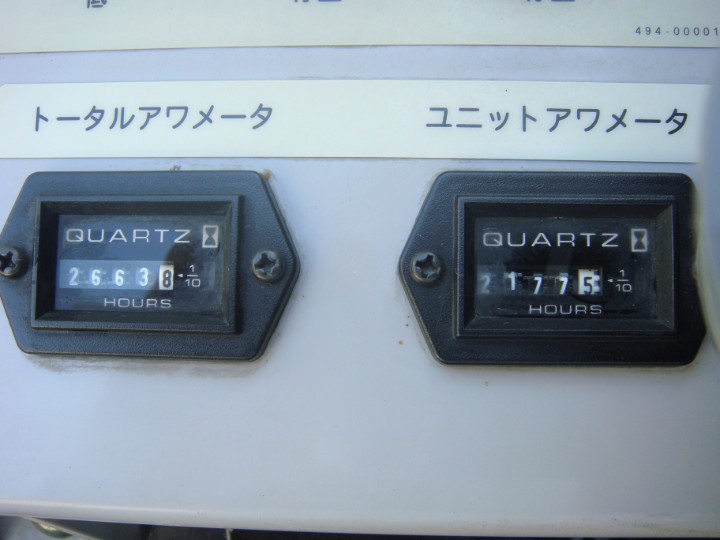 494-00001
トータルアワメータ
ユニットアワメータ
QUARTZ
26638 1/10
HOURS
QUARTZ
21775 1/10
HOURS